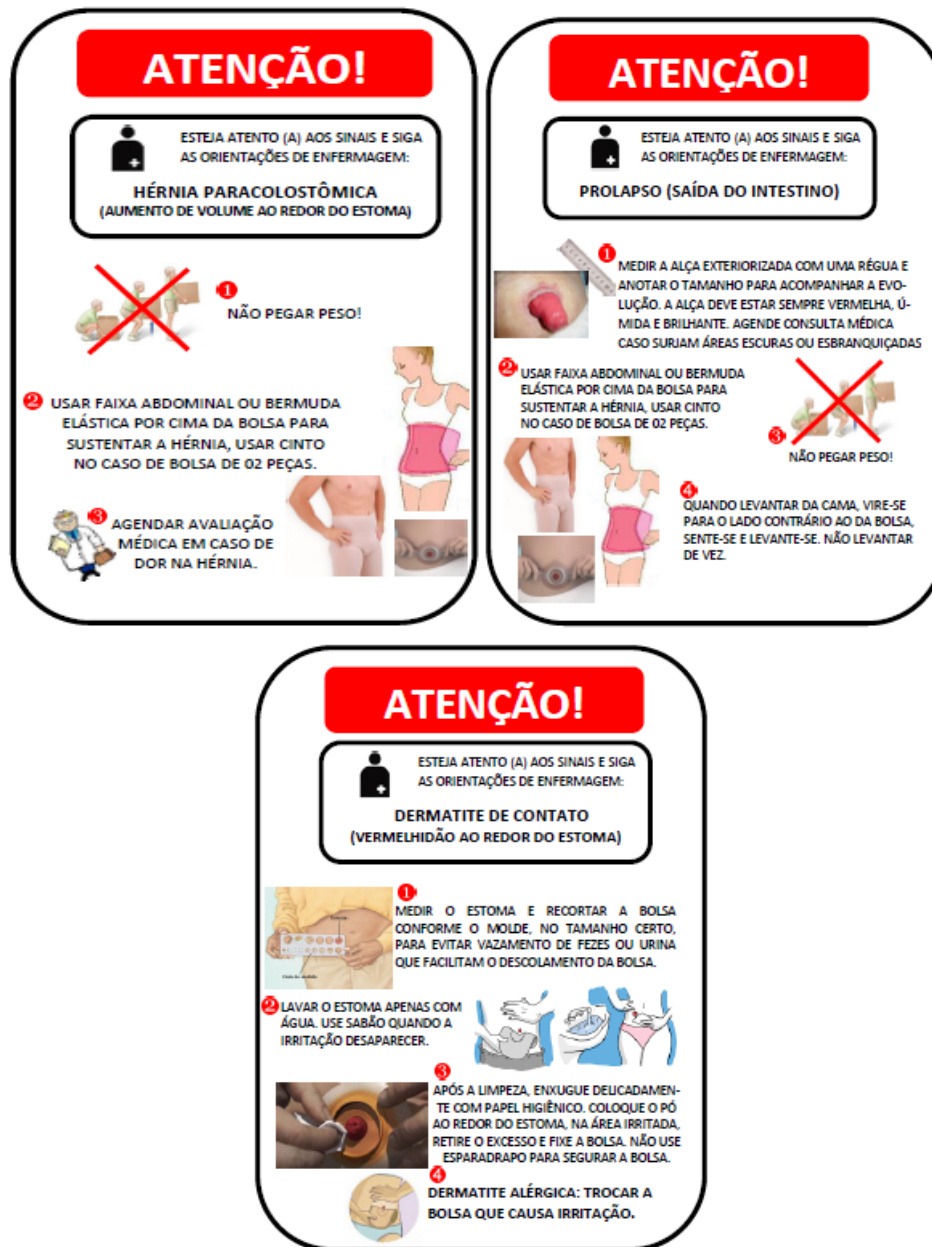 ATENÇÃO!
ESTEJA ATENTO (A) AOS SINAIS E SIGA
AS ORIENTAÇÕES DE ENFERMAGEM:
HÉRNIA PARACOLOSTÔMICA
(AUMENTO DE VOLUME AO REDOR DO ESTOMA)
1
NÃO PEGAR PESO!
2 USAR FAIXA ABDOMINAL OU BERMUDA
ELÁSTICA POR CIMA DA BOLSA PARA
SUSTENTAR A HÉRNIA, USAR CINTO
NO CASO DE BOLSA DE 02 PEÇAS.
3 AGENDAR AVALIAÇÃO
MÉDICA EM CASO DE
DOR NA HÉRNIA.
ATENÇÃO!
ESTEJA ATENTO (A) AOS SINAIS E SIGA
AS ORIENTAÇÕES DE ENFERMAGEM:
PROLAPSO (SAÍDA DO INTESTINO)
1
MEDIR A ALÇA EXTERIORIZADA COM UMA RÉGUA E
ANOTAR O TAMANHO PARA ACOMPANHAR A EVO-
LUÇÃO. A ALÇA DEVE ESTAR SEMPRE VERMELHA, Ú-
MIDA E BRILHANTE. AGENDE CONSULTA MÉDICA
CASO SURJAM ÁREAS ESCURAS OU ESBRANQUIÇADAS
2 USAR FAIXA ABDOMINAL OU BERMUDA
ELÁSTICA POR CIMA DA BOLSA PARA
SUSTENTAR A HÉRNIA, USAR CINTO
NO CASO DE BOLSA DE 02 PEÇAS.
3
NÃO PEGAR PESO!
4
QUANDO LEVANTAR DA CAMA, VIRE-SE
PARA O LADO CONTRÁRIO AO DA BOLSA,
SENTE-SE E LEVANTE-SE. NÃO LEVANTAR
DE VEZ.
ATENÇÃO!
ESTEJA ATENTO (A) AOS SINAIS E SIGA
AS ORIENTAÇÕES DE ENFERMAGEM:
DERMATITE DE CONTATO
(VERMELHIDÃO AO REDOR DO ESTOMA)
1
MEDIR O ESTOMA E RECORTAR A BOLSA
CONFORME O MOLDE, NO TAMANHO CERTO,
PARA EVITAR VAZAMENTO DE FEZES OU URINA
QUE FACILITAM O DESCOLAMENTO DA BOLSA.
2 LAVAR O ESTOMA APENAS COM
ÁGUA. USE SABÃO QUANDO A
IRRITAÇÃO DESAPARECER.
3
APÓS A LIMPEZA, ENXUGUE DELICADAMEN-
TE COM PAPEL HIGIÊNICO. COLOQUE O PÓ
AO REDOR DO ESTOMA, NA ÁREA IRRITADA,
RETIRE O EXCESSO E FIXE A BOLSA. NÃO USE
ESPARADRAPO PARA SEGURAR A BOLSA.
4
DERMATITE ALÉRGICA: TROCAR A
BOLSA QUE CAUSA IRRITAÇÃO.